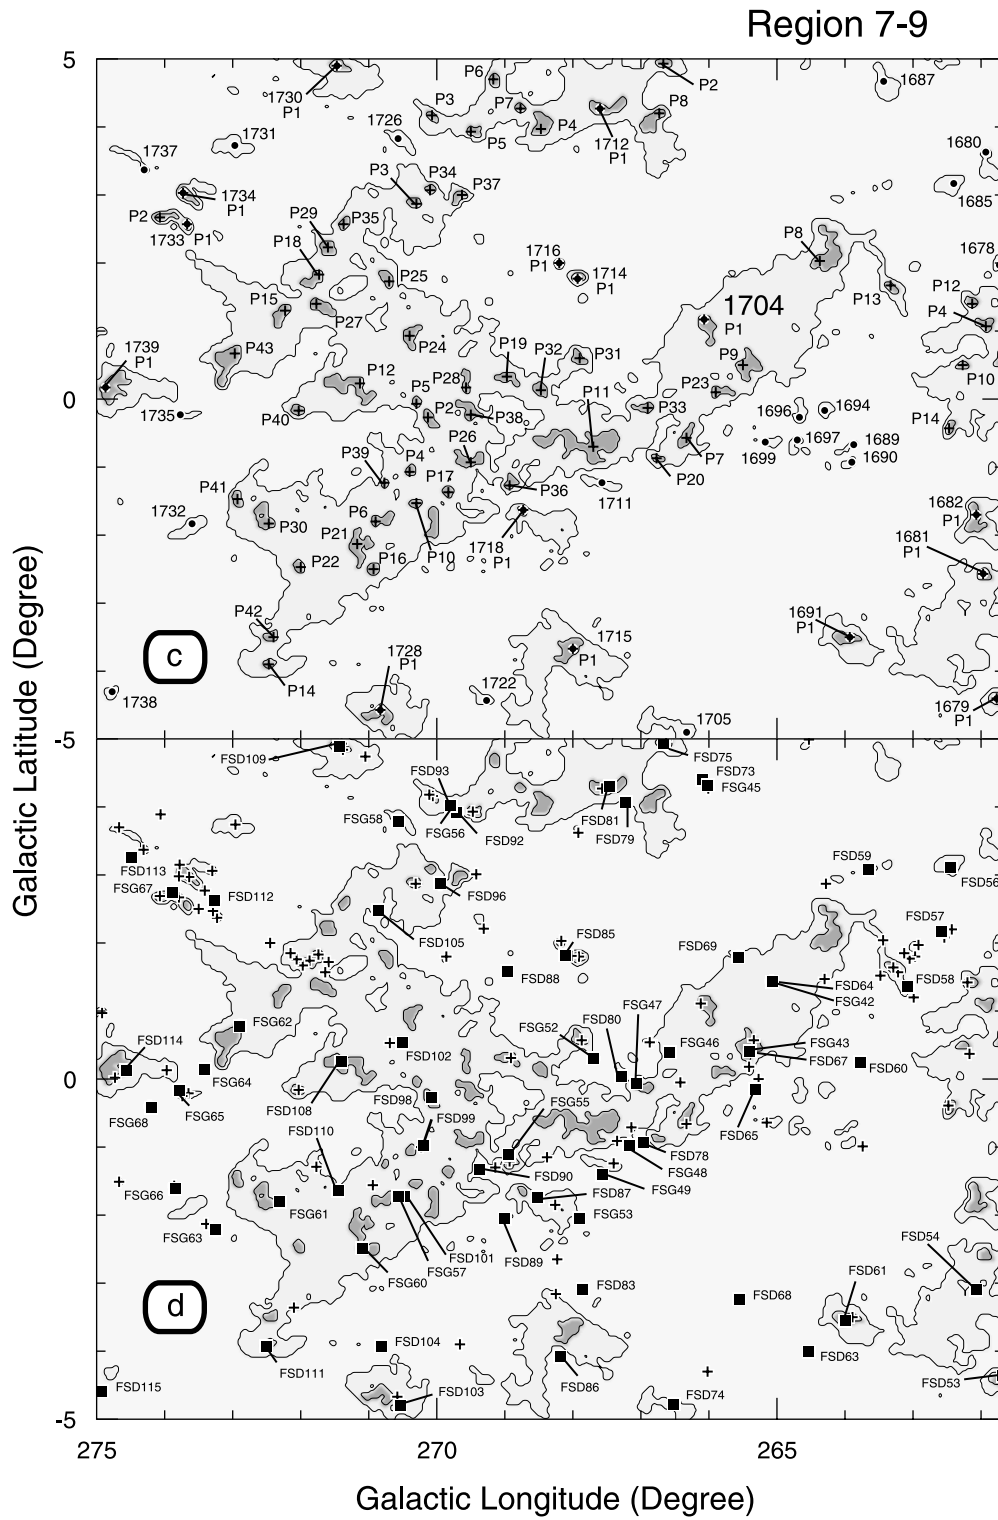 Region 7-9
5
P6
P2
1687
1730
P1
P3
P7
P8
1726
P4
1731
P5
1712
P1
1680
1737
P3
P34
P37
1734
P1
1685
P2
P29
P35
1733
P1
P8
P18
1716
P1
1678
P25
1714
P1
P13
P12
P15
1704
P4
P27
P1
P24
P19
P32
P31
P43
P9
1739
P1
P12
P28
P11
P10
P5
P23
0
P2
P33
1696
1694
1735
P40
P38
P14
P26
P7
1697
1689
P39
P4
1699
1690
P20
P17
P41
P36
1711
1682
P1
1732
P30
P6
P21
1718
P1
P10
1681
P1
P22
P16
Galactic Latitude (Degree)
P42
1691
P1
c
1715
1728
P1
P1
P14
1738
1722
1679
P1
1705
-5
FSD109
FSD75
FSD93
FSD73
FSG45
FSG58
FSG56
FSD92
FSD81
FSD79
FSD113
FSD59
FSG67
FSD56
FSD112
FSD96
FSD57
FSD105
FSD85
FSD69
FSD88
FSD58
FSD64
FSG42
FSG47
FSG62
FSG52
FSD80
FSD114
FSG46
FSG43
FSD102
FSD67
FSD60
0
FSG64
FSG65
FSD98
FSG55
FSG68
FSD108
FSD99
FSD110
FSD65
FSD78
FSG48
FSD90
FSG66
FSD87
FSG49
FSG61
FSG53
FSG63
FSD101
FSD54
FSD89
FSG57
FSG60
FSD61
FSD83
FSD68
d
FSD104
FSD63
FSD111
FSD115
FSD86
FSD53
FSD103
FSD74
-5
275
270
265
Galactic Longitude (Degree)